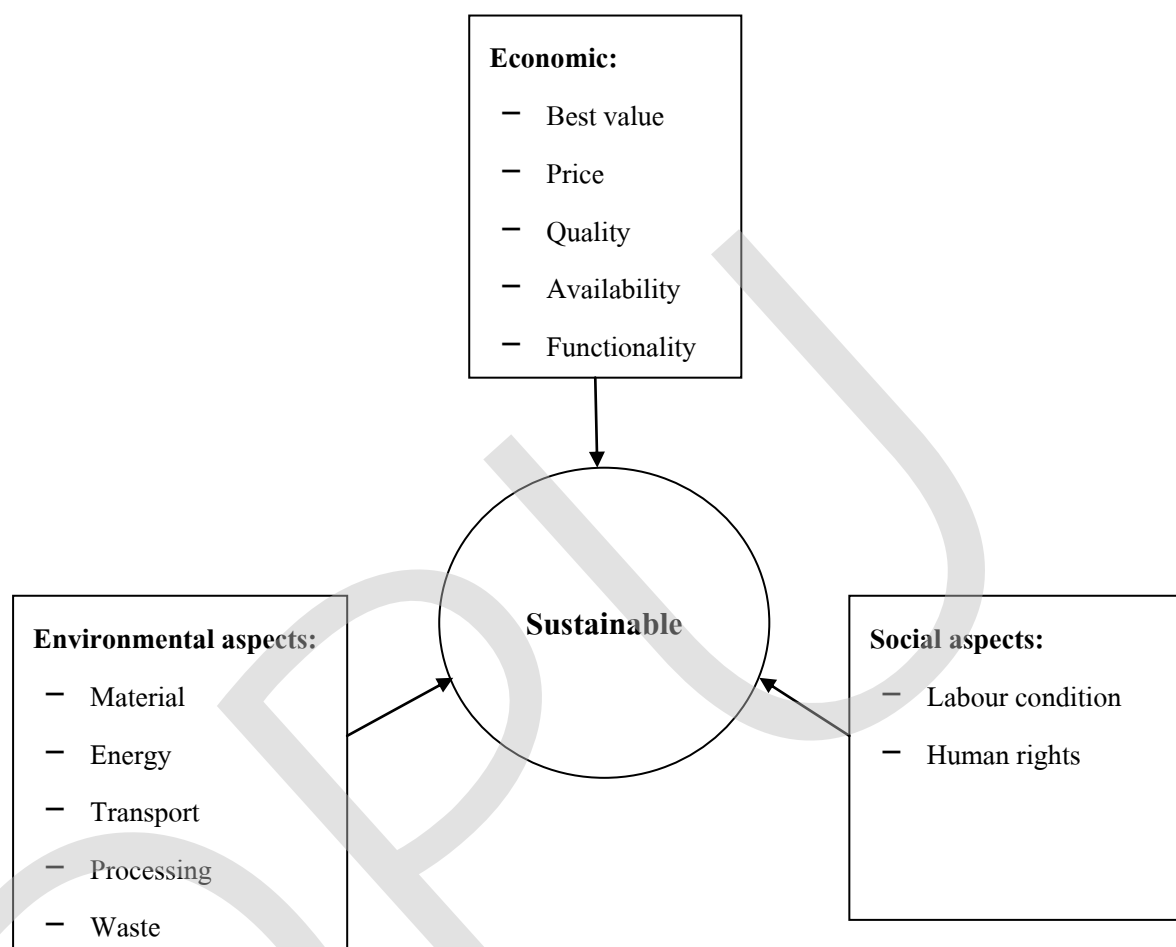 Economic:
– Best value
– Price
– Quality
– Availability
– Functionality
Sustainable
Environmental aspects:
– Material
– Energy
– Transport
– Processing
– Waste
Social aspects:
– Labour condition
– Human rights